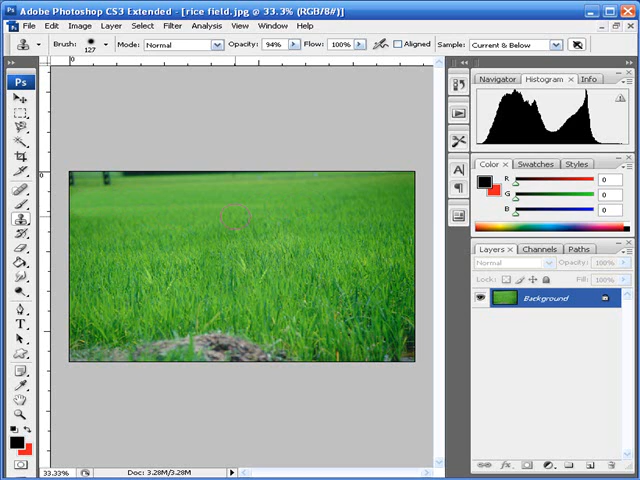 Adobe Photoshop CS3 Extended - [rice field.jpg @ 33.3% (RGB/8#)]
File Edit Image Layer Select Filter Analysis View Window Help
Brush: 127 Mode: Normal Opacity: 94% Flow: 100% Aligned Sample: Current & Below
Ps
0
0
Navigator Histogram x Info
Color x Swatches Styles
R 0
G 0
B 0
Layers x Channels Paths
Normal Opacity: 100%
Lock: Fill: 100%
Background
33.33% Doc: 3.28M/3.28M